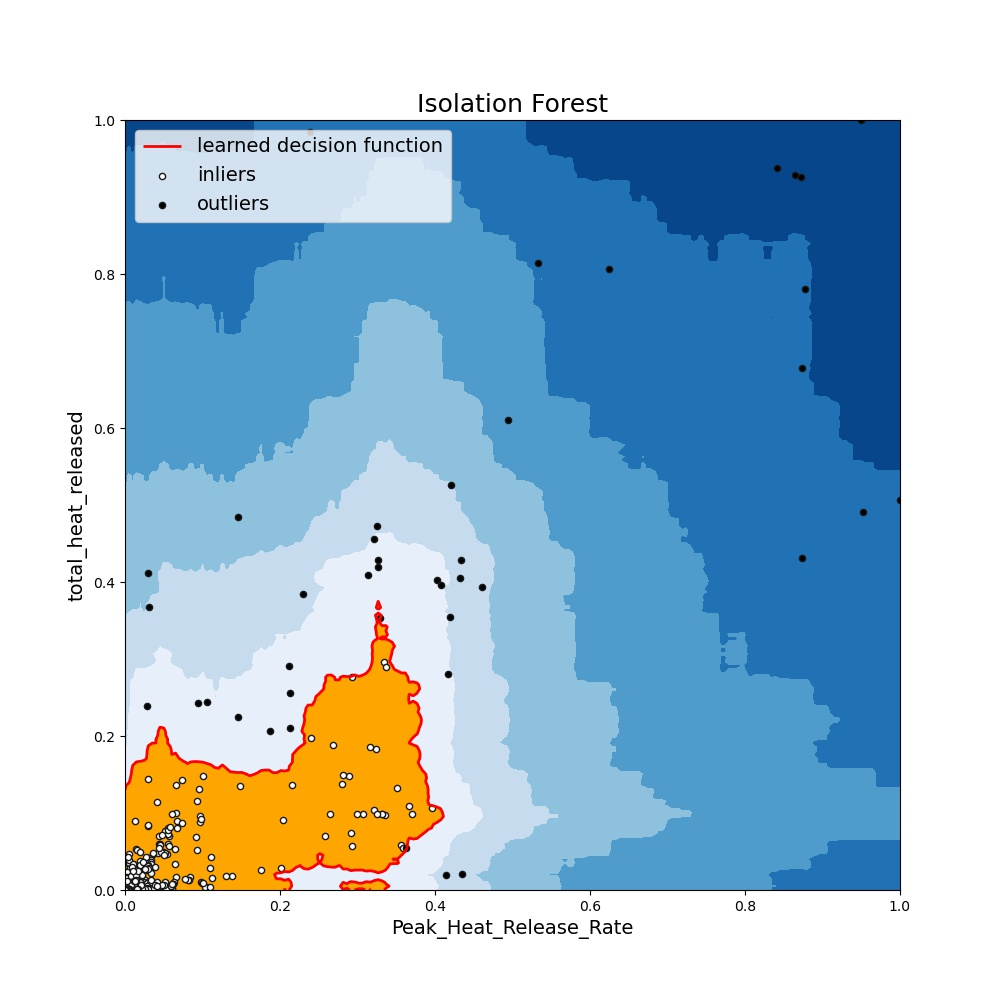 Isolation Forest
learned decision function
inliers
outliers
1.0
0.8
0.6
0.4
0.2
0.0
total_heat_released
0.0
0.2
0.4
0.6
0.8
1.0
Peak_Heat_Release_Rate